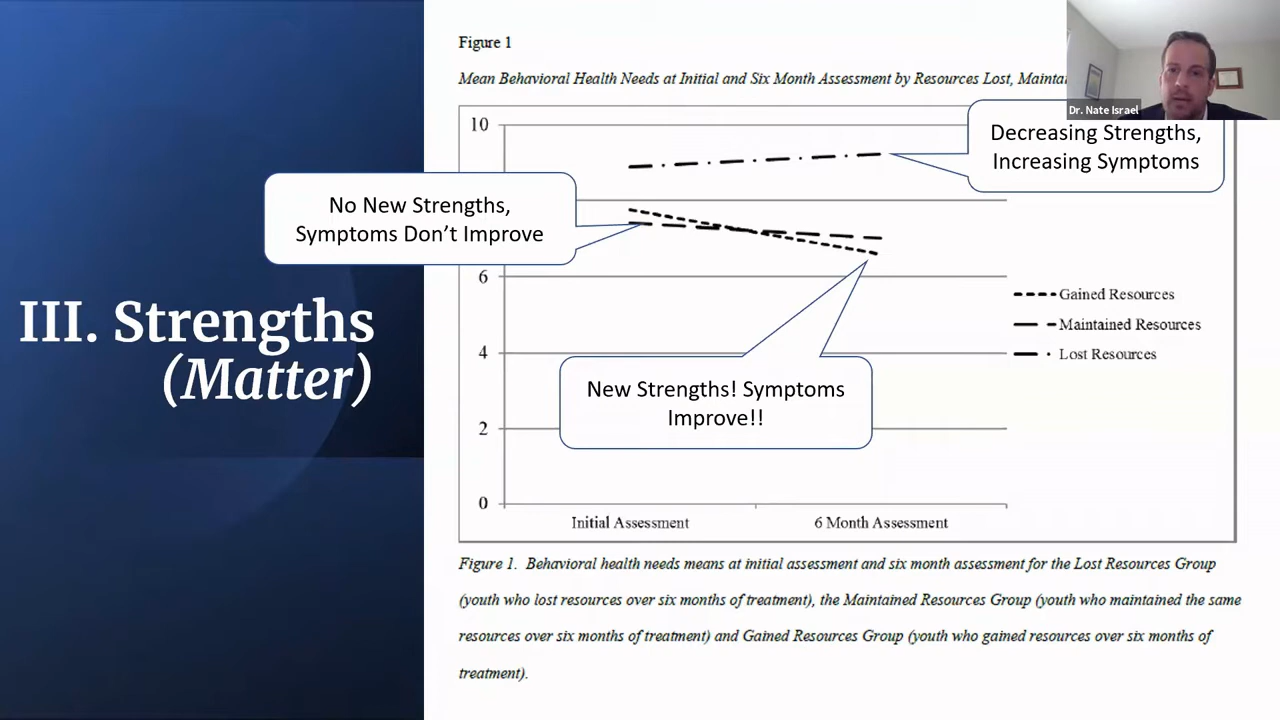 III. Strengths
(Matter)
Figure 1
Mean Behavioral Health Needs at Initial and Six Month Assessment by Resources Lost,
Dr. Nate Israel
10
6
4
2
0
Decreasing Strengths,
Increasing Symptoms
No New Strengths,
Symptoms Don’t Improve
New Strengths! Symptoms
Improve!!
Gained Resources
Maintained Resources
Lost Resources
Initial Assessment
6 Month Assessment
Figure 1. Behavioral health needs means at initial assessment and six month assessment for the Lost Resources Group
(youth who lost resources over six months of treatment), the Maintained Resources Group (youth who maintained the same
resources over six months of treatment) and Gained Resources Group (youth who gained resources over six months of
treatment).